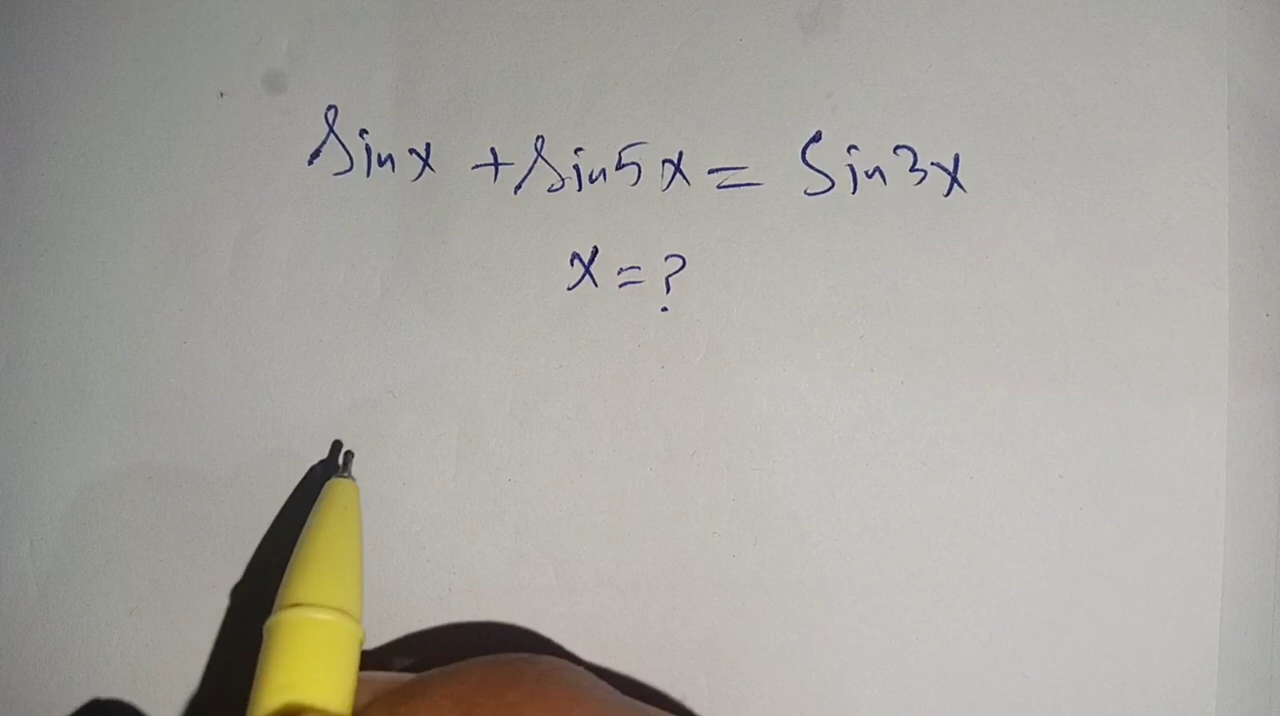 Sinx + Sin5x = Sin3x
x = ?